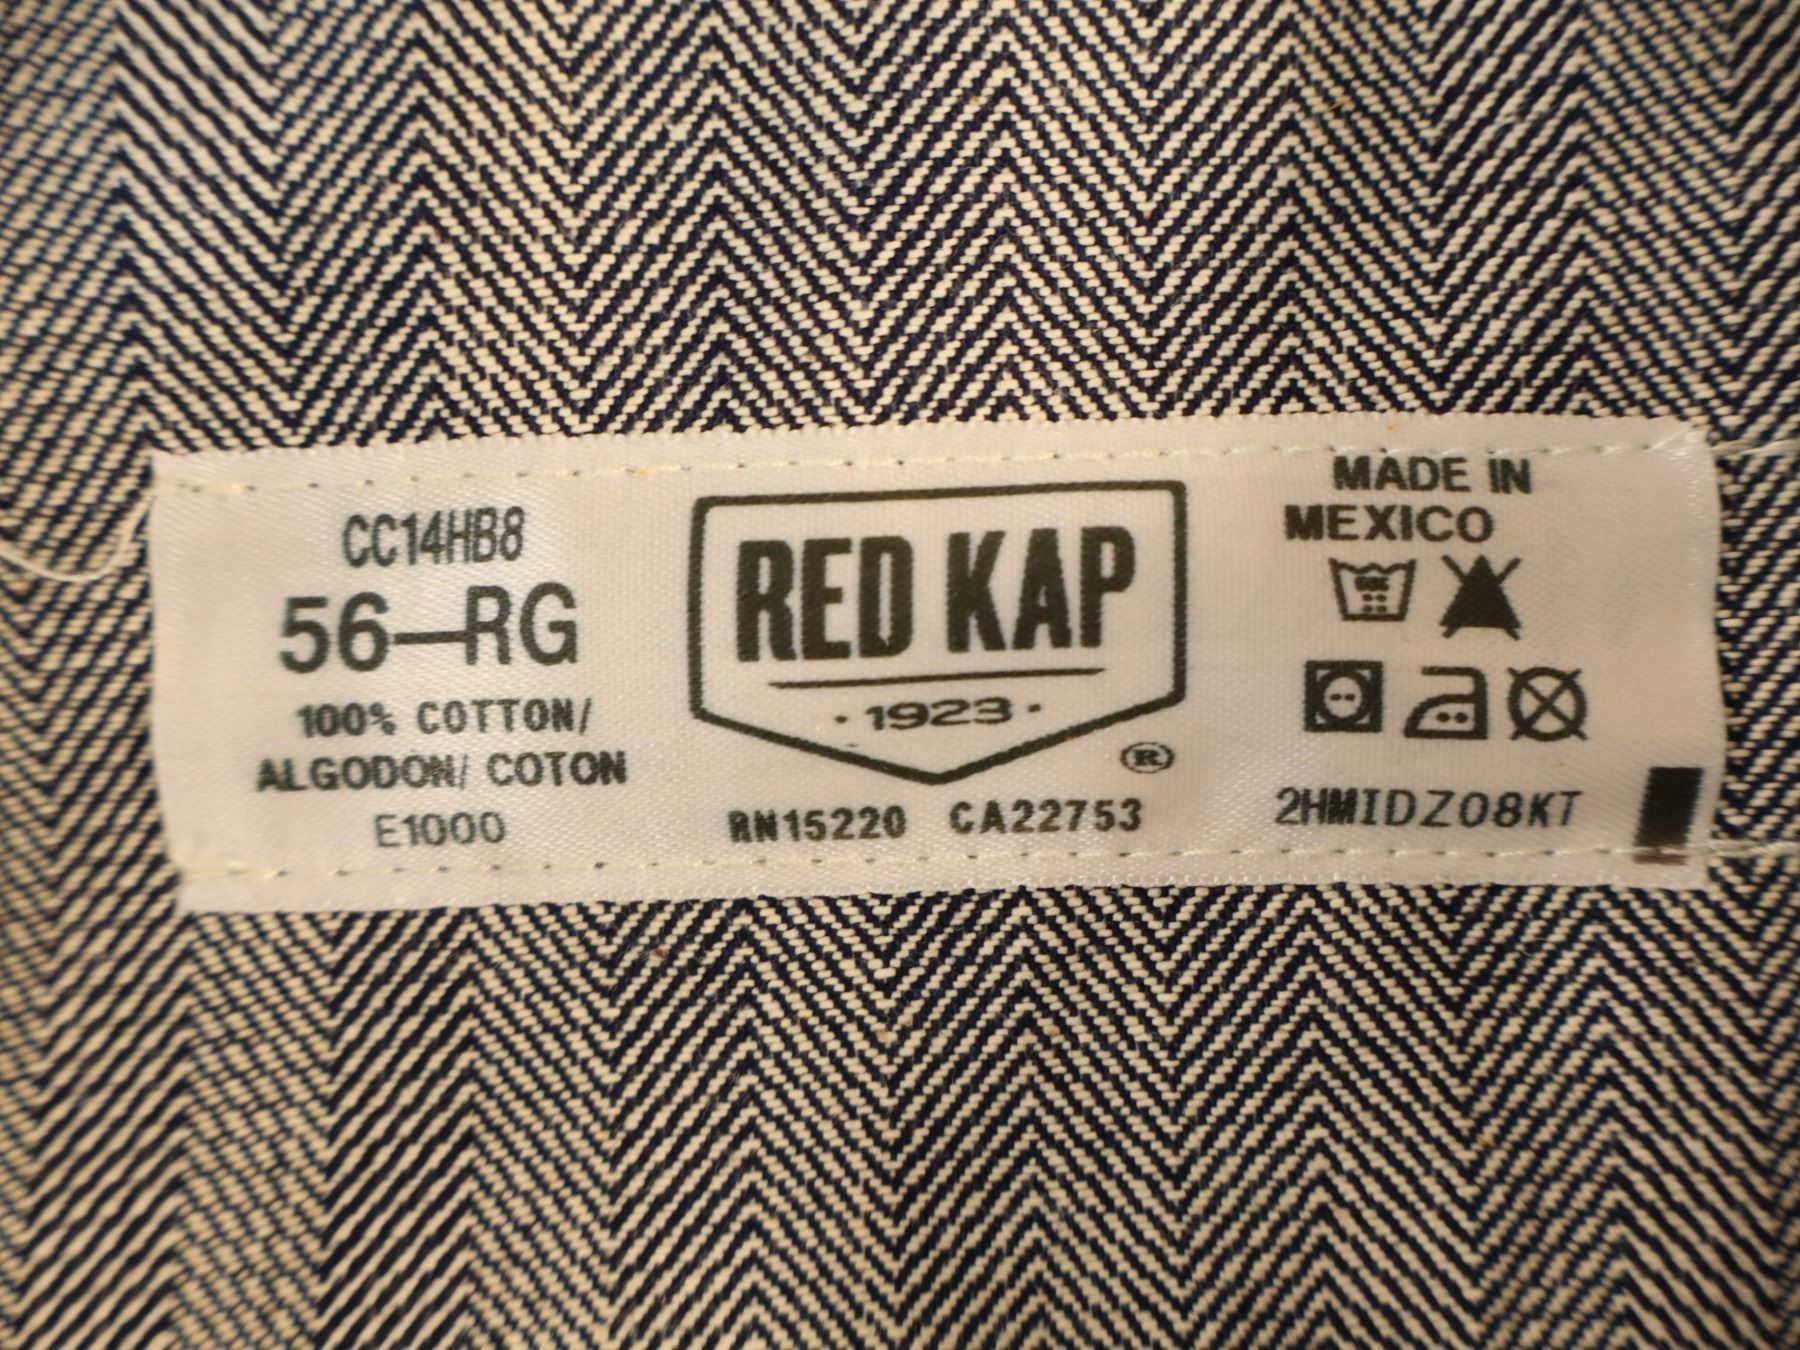 CC14HB8
56-RG
100% COTTON/
ALGODON/ COTON
E1000
RED KAP
· 1923 ·
®
RN15220 CA22753
MADE IN
MEXICO
2HMIDZ08KT